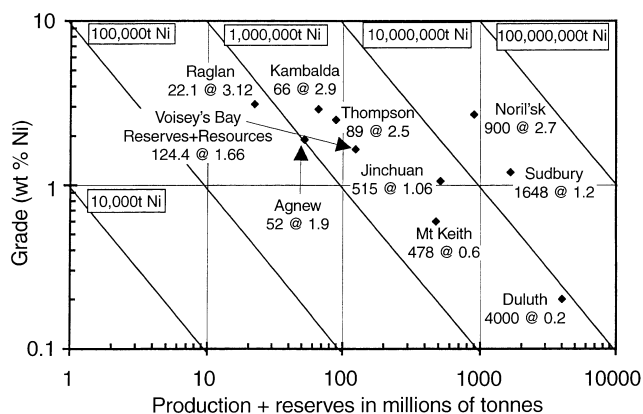 10
100,000t Ni
1,000,000t Ni
10,000,000t Ni
100,000,000t Ni
Raglan
22.1 @ 3.12
Kambalda
66 @ 2.9
Voisey's Bay
Reserves+Resources
124.4 @ 1.66
Thompson
89 @ 2.5
Noril'sk
900 @ 2.7
Jinchuan
515 @ 1.06
Sudbury
1648 @ 1.2
1
10,000t Ni
Agnew
52 @ 1.9
Mt Keith
478 @ 0.6
Duluth
4000 @ 0.2
0.1
Grade (wt % Ni)
1 10 100 1000 10000
Production + reserves in millions of tonnes